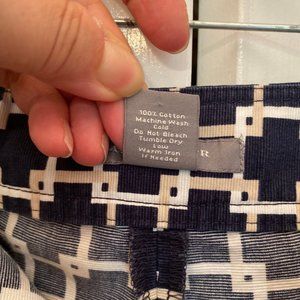 100% Cotton
Machine Wash
Cold
Do Not Bleach
Tumble Dry
Low
Warm Iron
If Needed
R